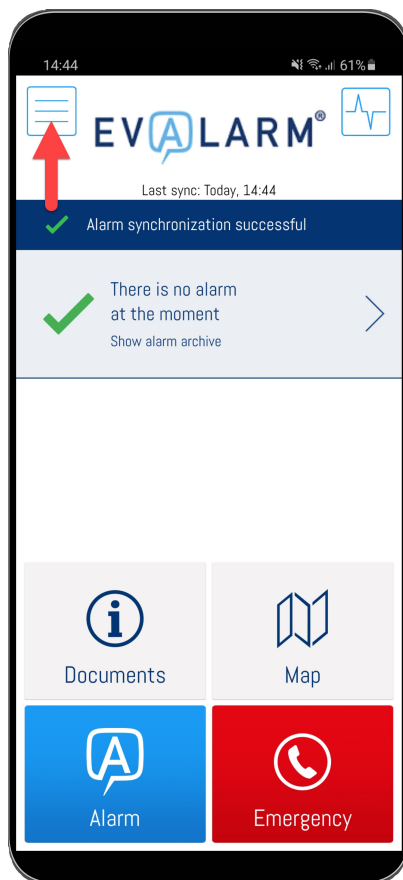 14:44 61%
EVALARM®
Last sync: Today, 14:44
Alarm synchronization successful
There is no alarm
at the moment
Show alarm archive
Documents
Map
Alarm
Emergency